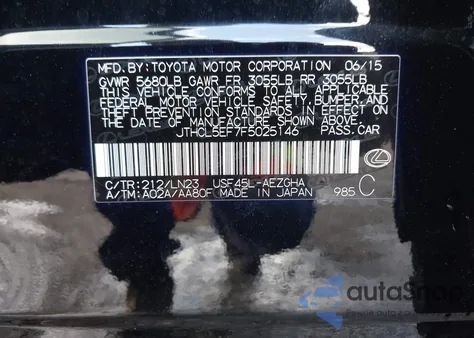 MFD.BY:TOYOTA MOTOR CORPORATION 06/15
GVWR 5680LB GAWR FR 3055LB RR 3055LB
THIS VEHICLE CONFORMS TO ALL APPLICABLE
FEDERAL MOTOR VEHICLE SAFETY, BUMPER, AND
THEFT PREVENTION STANDARDS IN EFFECT ON
THE DATE OF MANUFACTURE SHOWN ABOVE.
JTHCL5EF7F5025146 PASS.CAR
C/TR:212/LN23 USF45L-AEZGHA
A/TM:A02A/AA80F MADE IN JAPAN 985 C
autoSnap